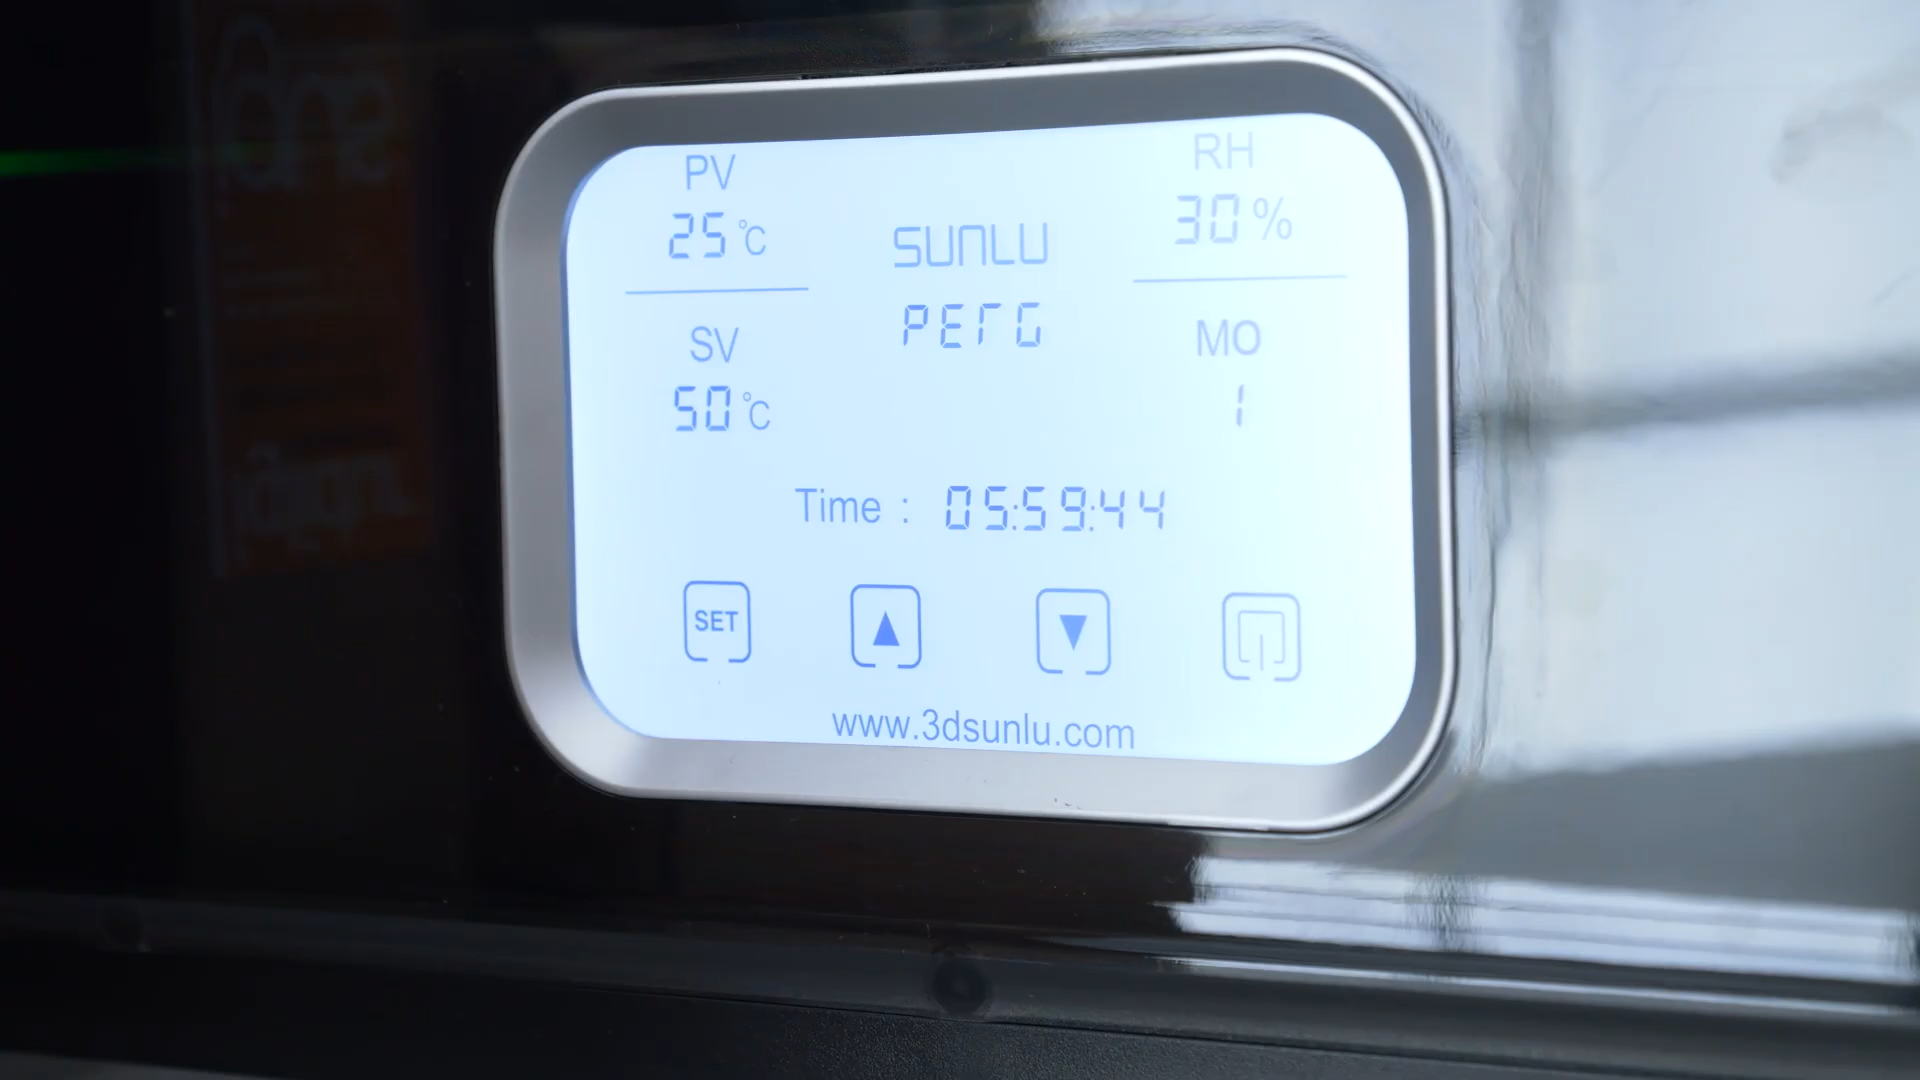 PV
25 °C
SV
50 °C
SUNLU
PETG
RH
30 %
MO
1
Time : 05:59:44
SET
www.3dsunlu.com